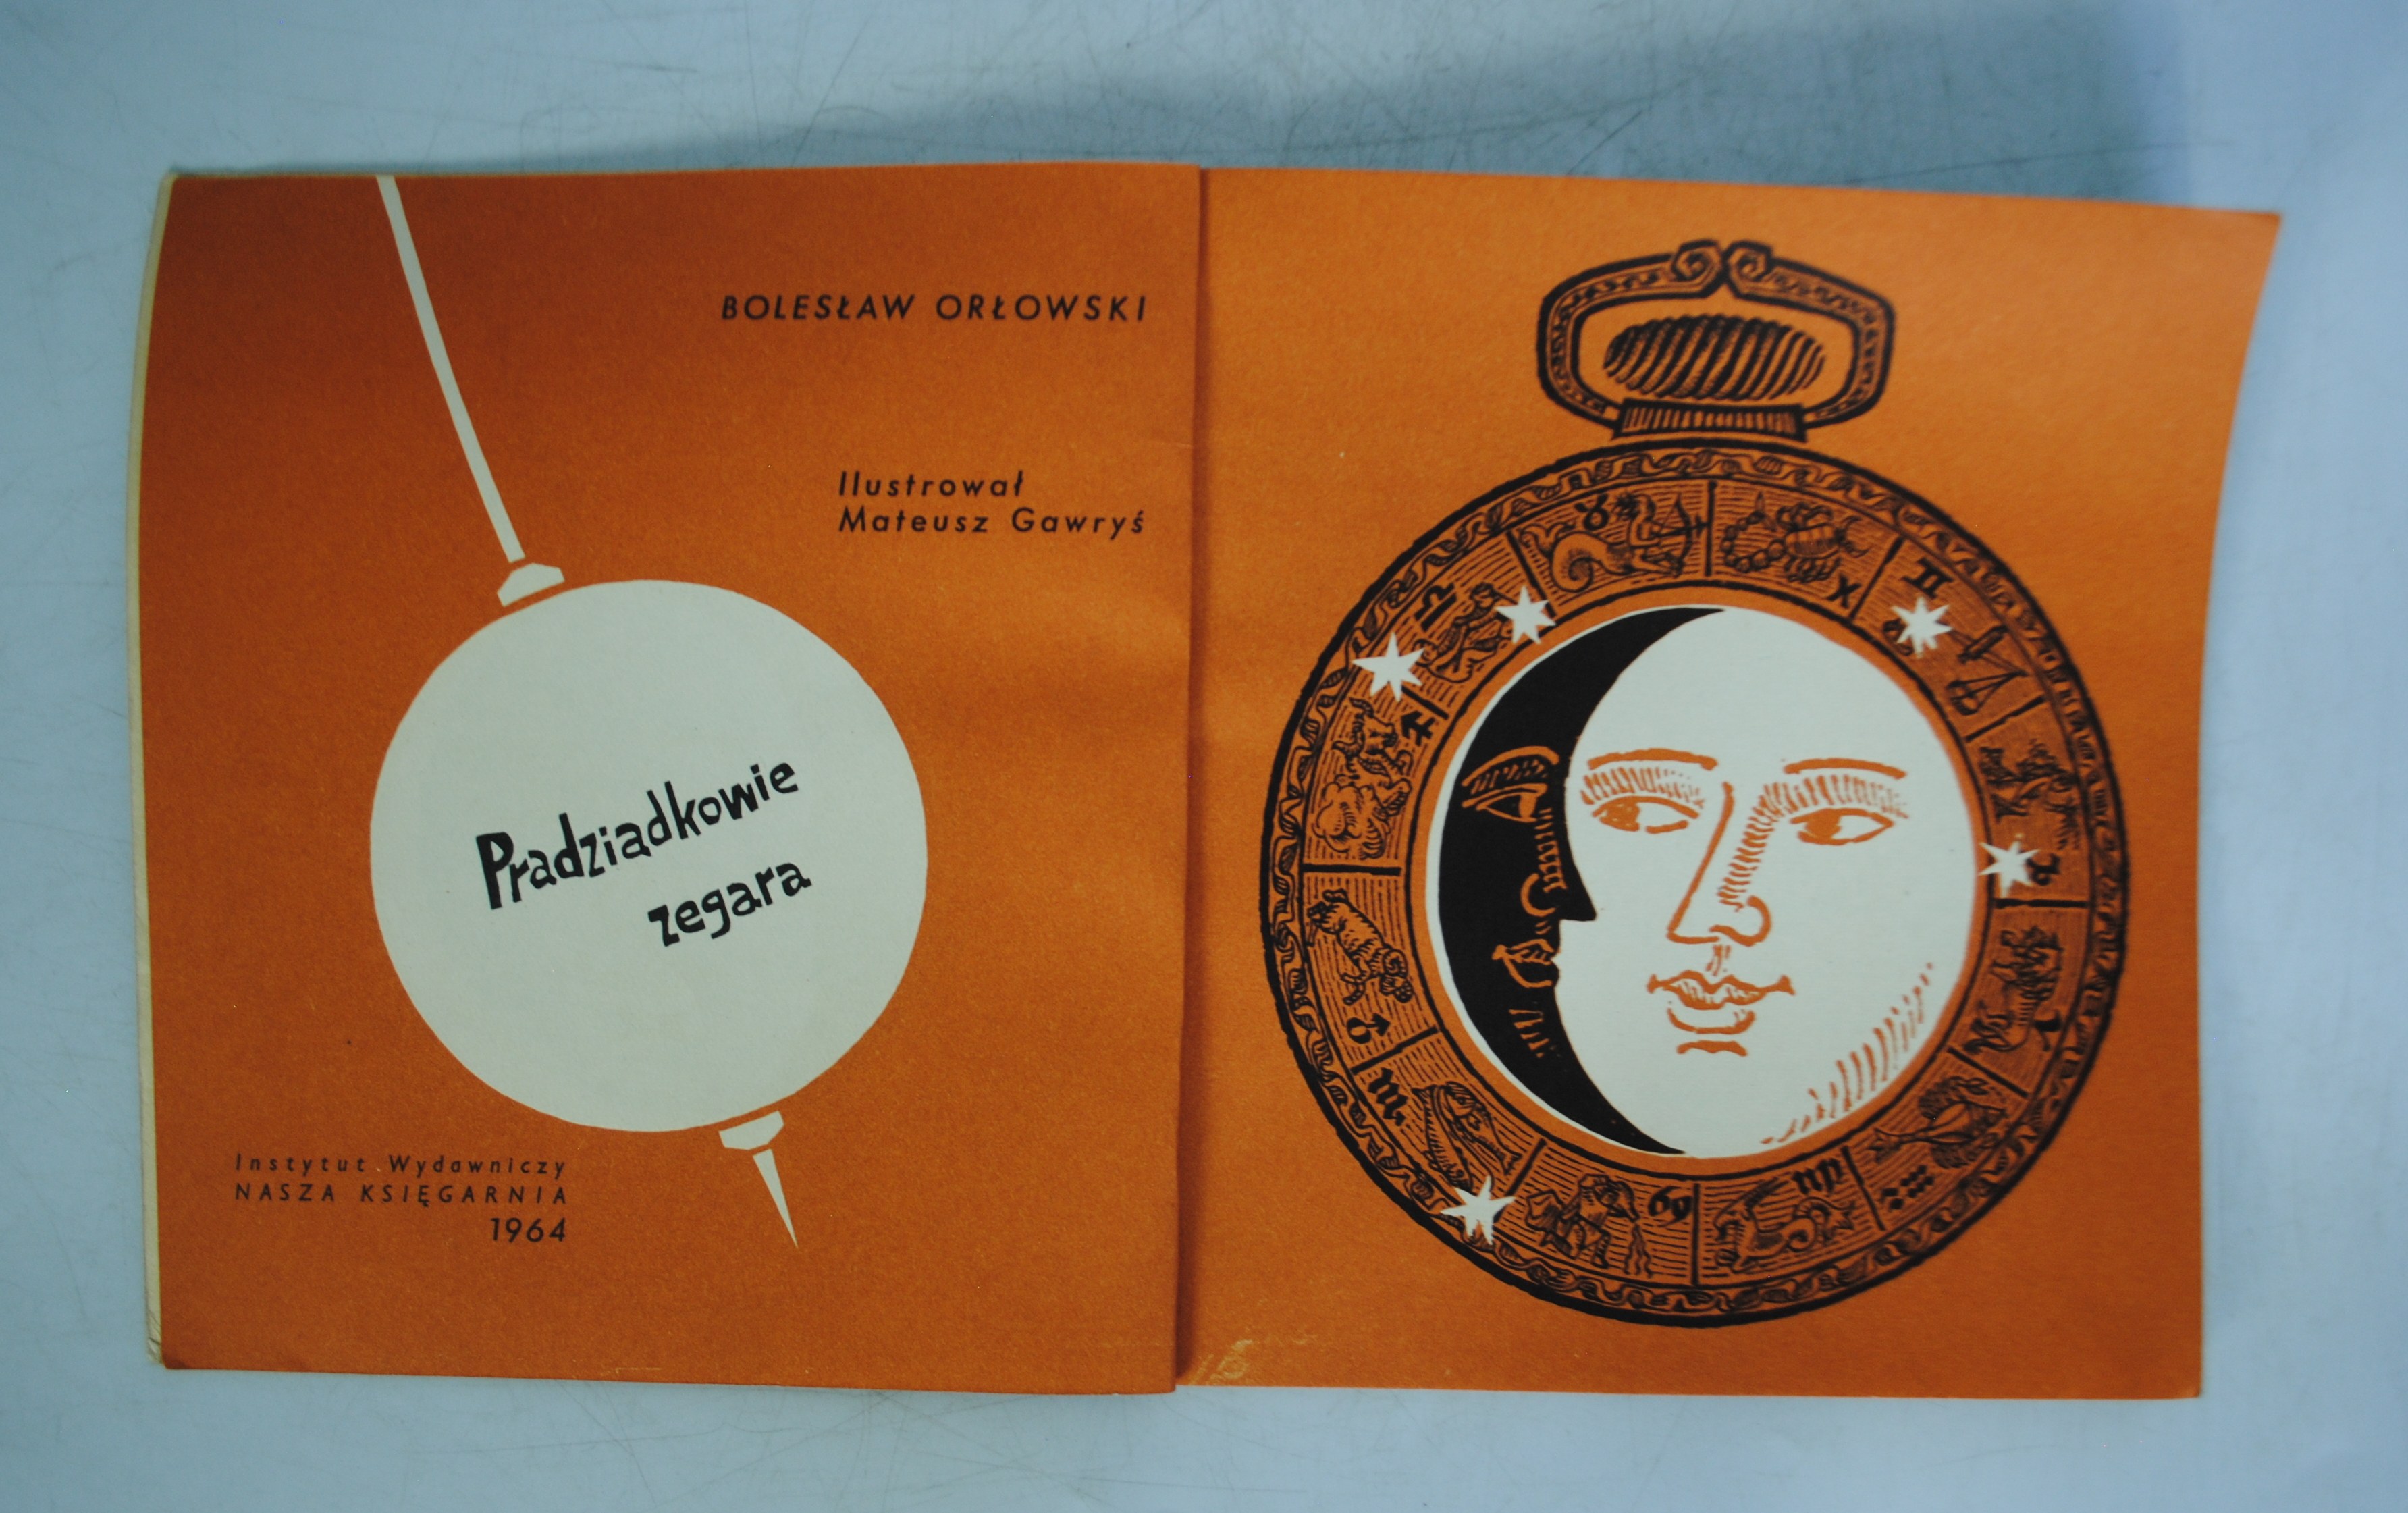 BOLESŁAW ORŁOWSKI
Ilustrował
Mateusz Gawryś
Pradziadkowie
zegara
Instytut Wydawniczy
NASZA KSIĘGARNIA
1964